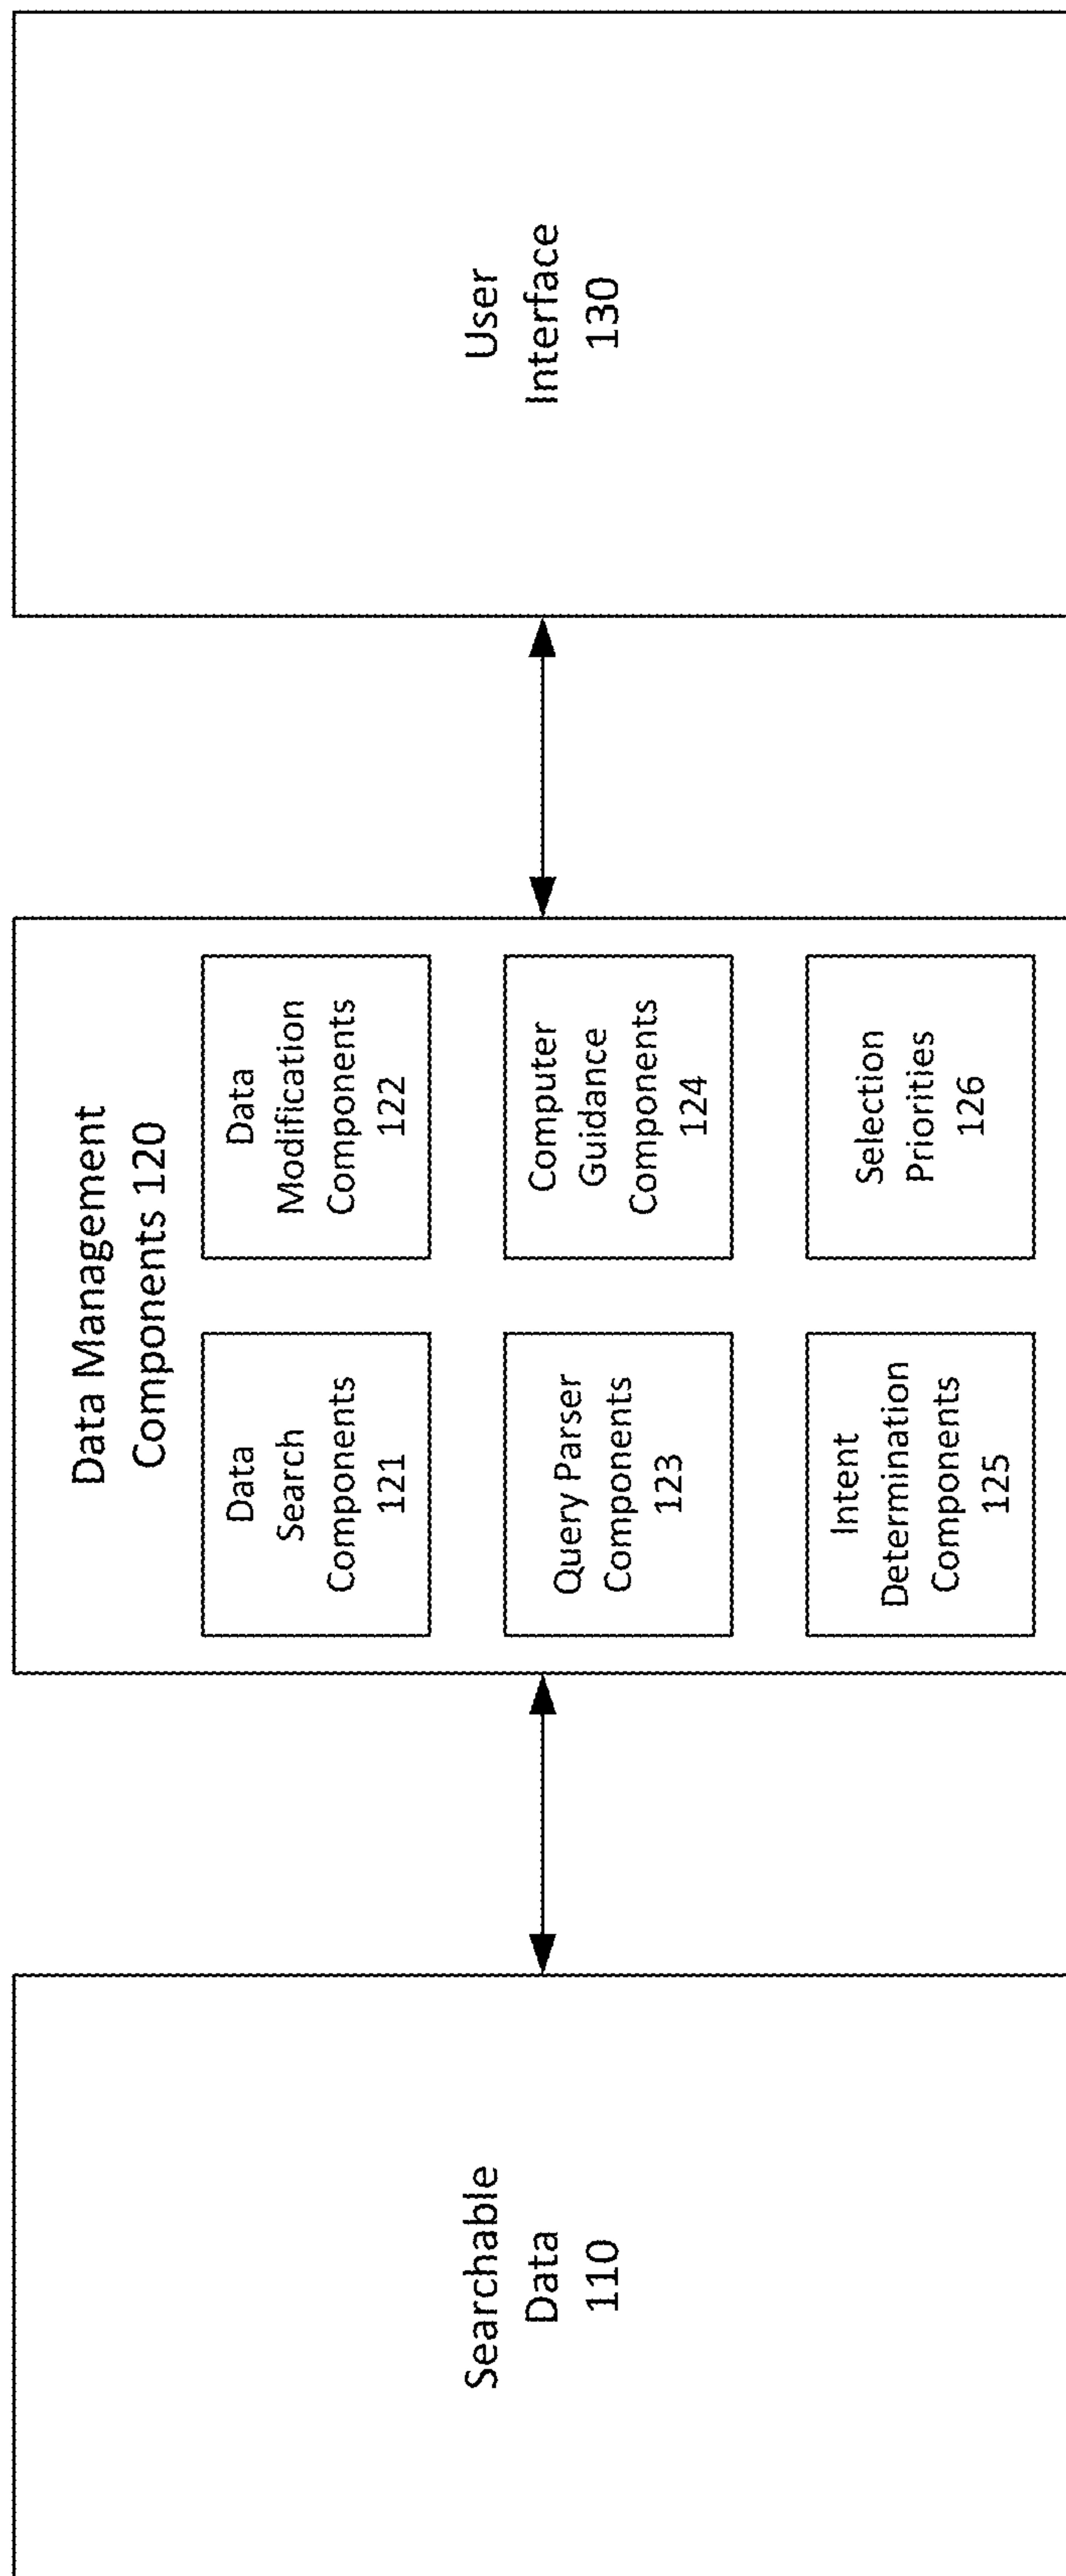 Searchable
Data
110
Data Management
Components 120
Data
Search
Components
121
Data
Modification
Components
122
Query Parser
Components
123
Computer
Guidance
Components
124
Intent
Determination
Components
125
Selection
Priorities
126
User
Interface
130